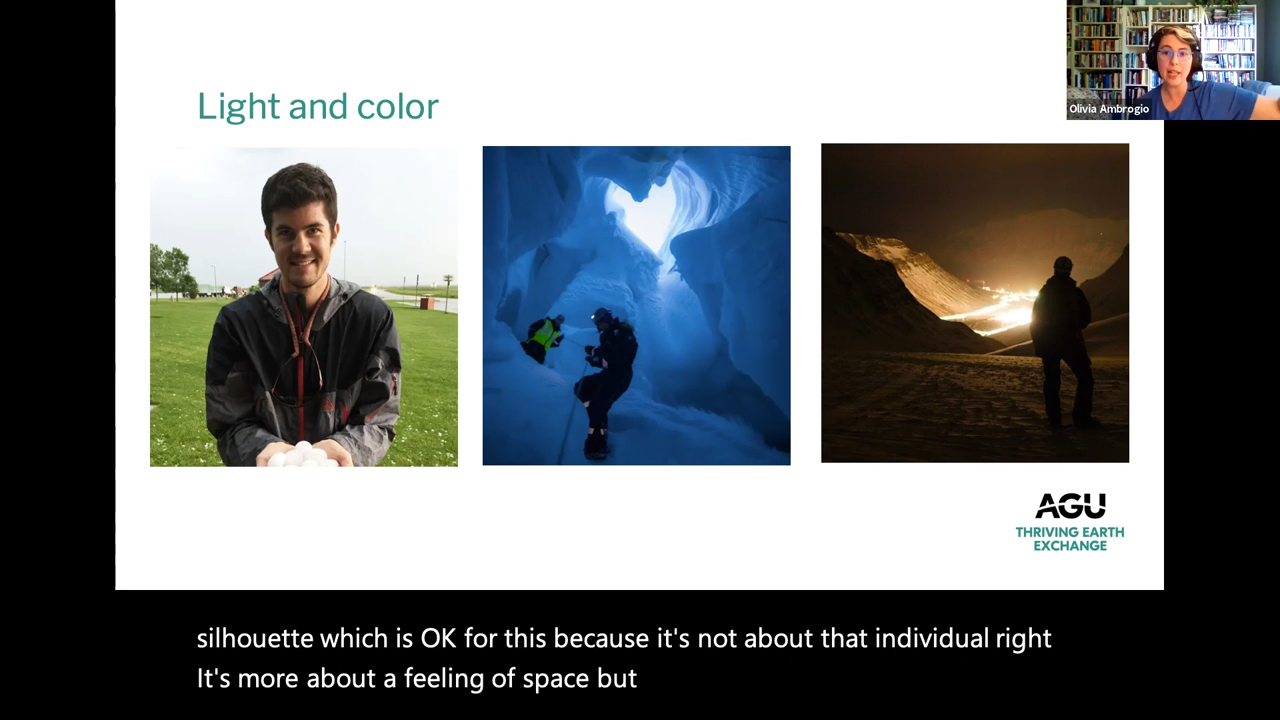 Light and color
Olivia Ambrogio
AGU
THRIVING EARTH
EXCHANGE
silhouette which is OK for this because it's not about that individual right
It's more about a feeling of space but